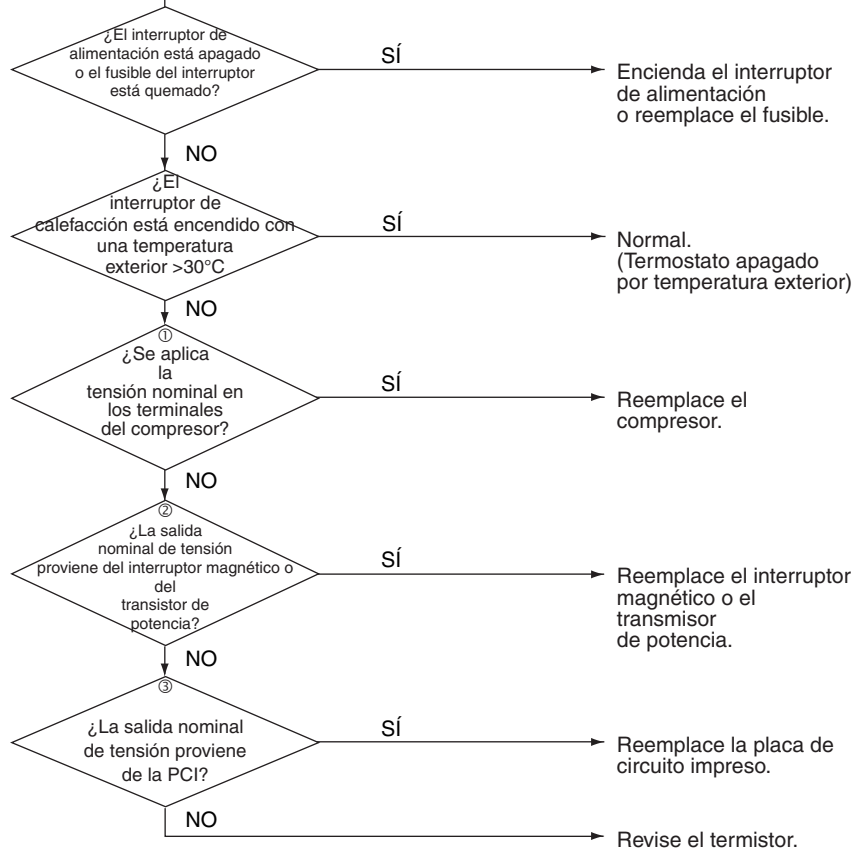 ¿El interruptor de
alimentación está apagado
o el fusible del interruptor
está quemado?
SÍ
Encienda el interruptor
de alimentación
o reemplace el fusible.
NO
¿El
interruptor de
calefacción está encendido con
una temperatura
exterior >30°C
SÍ
Normal.
(Termostato apagado
por temperatura exterior)
NO
①
¿Se aplica
la
tensión nominal en
los terminales
del compresor?
SÍ
Reemplace el
compresor.
NO
②
¿La salida
nominal de tensión
proviene del interruptor magnético o
del
transistor de
potencia?
SÍ
Reemplace el interruptor
magnético o el
transmisor
de potencia.
NO
③
¿La salida nominal
de tensión proviene
de la PCI?
SÍ
Reemplace la placa de
circuito impreso.
NO
Revise el termistor.